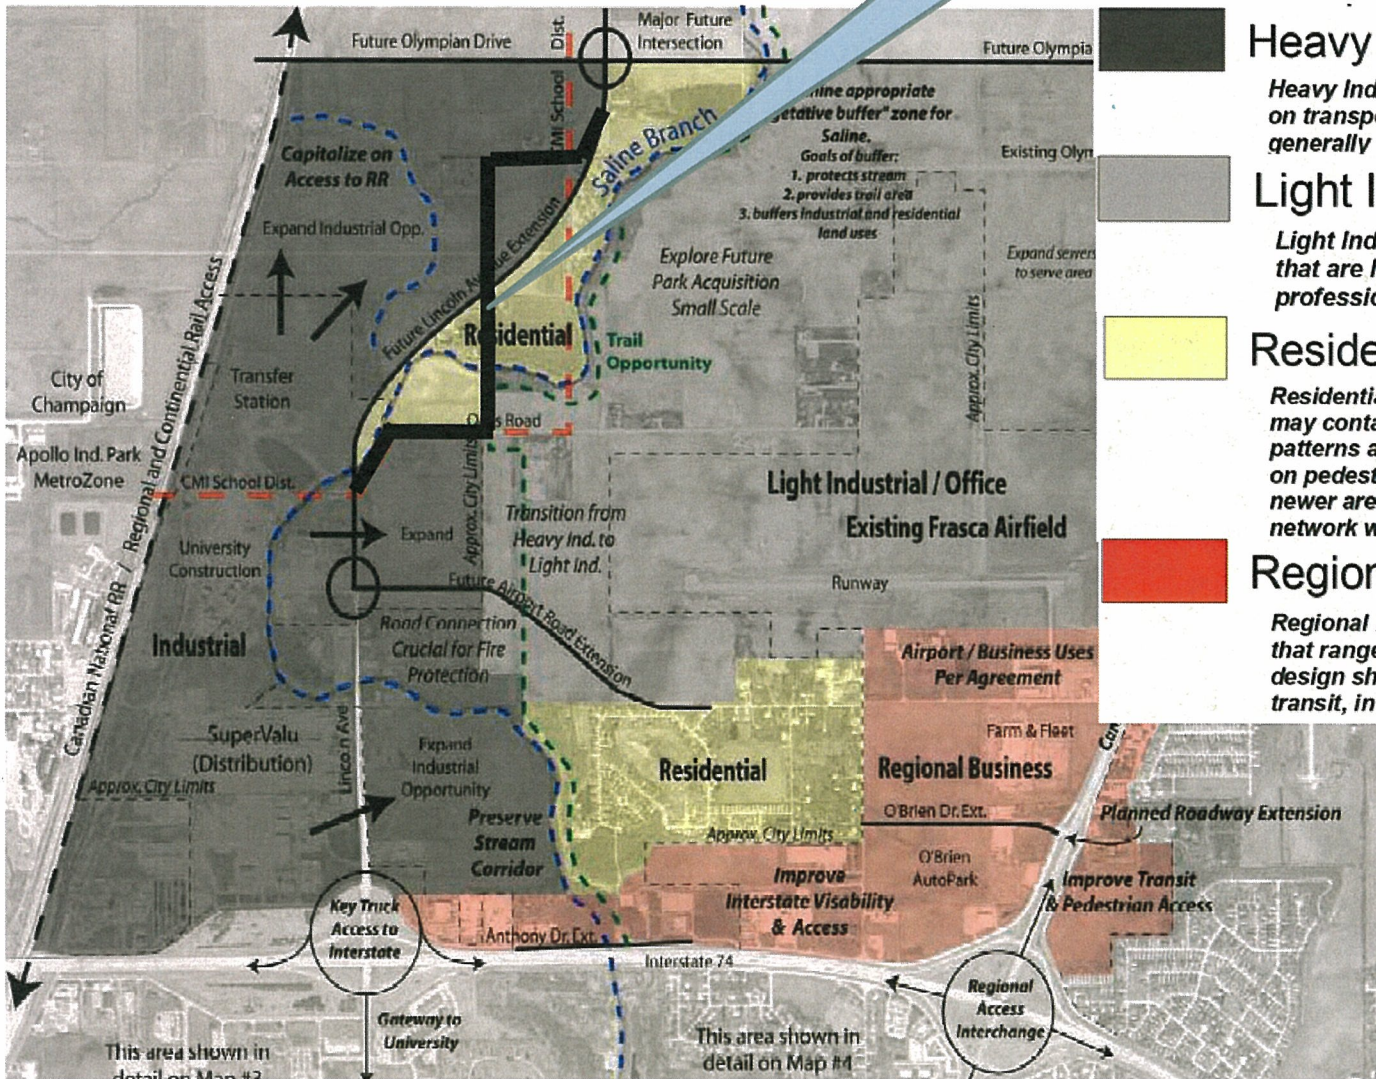 Future Olympian Drive
CMI School Dist.
Major Future
Intersection
Future Olympia
Capitalize on
Access to RR
Expand Industrial Opp.
Saline Branch
appropriate
buffer" zone for
Saline.
Goals of buffer:
1. protects stream
2. provides trail area
3. buffers industrial and residential
land uses
Existing Olym
Expand sewers
to serve area
Future Lincoln Avenue Extension
Explore Future
Park Acquisition
Small Scale
Residential
Trail
Opportunity
Approx. City Limits
Canadian National RR / Regional and Continental Rail Access
City of
Champaign
Transfer
Station
Apollo Ind. Park
MetroZone
CMI School Dist.
Road
Approx. City Limits
Light Industrial / Office
Existing Frasca Airfield
Transition from
Heavy Ind. to
Light Ind.
Expand
University
Construction
Runway
Future Airport Road Extension
Road Connection
Crucial for Fire
Protection
Industrial
Airport / Business Uses
Per Agreement
SuperValu
(Distribution)
Lincoln Ave
Farm & Fleet
Expand
Industrial
Opportunity
Residential
Regional Business
Approx. City Limits
Preserve
Stream
Corridor
O'Brien Dr. Ext.
Planned Roadway Extension
Approx. City Limits
O'Brien
AutoPark
Improve
Interstate Visability
& Access
Improve Transit
& Pedestrian Access
Key Truck
Access to
Interstate
Anthony Dr. Ext.
Interstate 74
Regional
Access
Interchange
Gateway to
University
This area shown in
detail on Map #3
This area shown in
detail on Map #4
Heavy
Heavy Ind
on transp
generally
Light I
Light Ind
that are
professio
Reside
Residentia
may conta
patterns a
on pedest
newer are
network w
Region
Regional
that range
design sh
transit, in